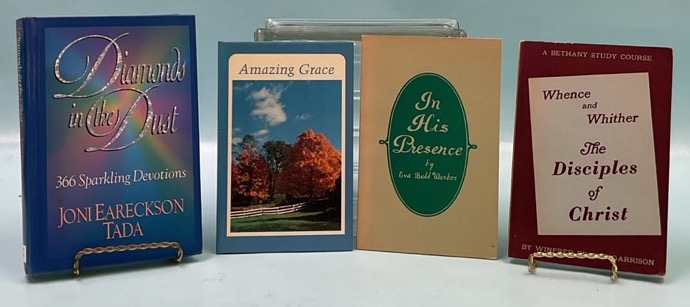 Diamonds
in the
Dust
366 Sparkling Devotions
JONI EARECKSON
TADA
Amazing Grace
In
His
Presence
by
Eva Bell Werber
A BETHANY STUDY COURSE
Whence
and
Whither
The
Disciples
of
Christ
BY WINFRED GARRISON